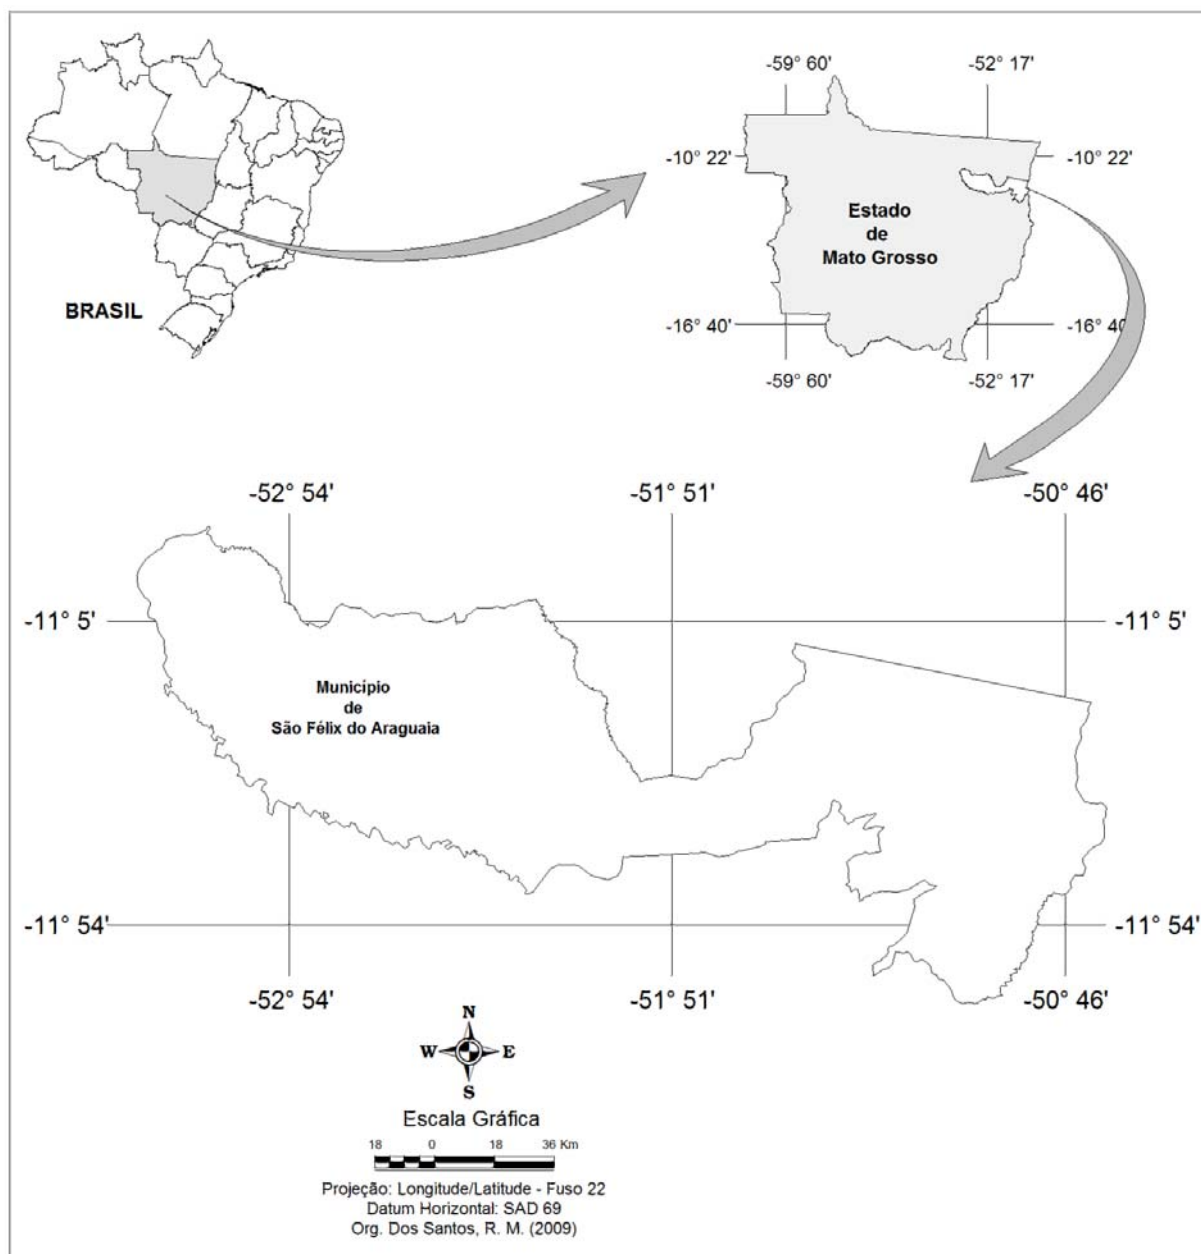 BRASIL
-59° 60'
-52° 17'
-10° 22'
-10° 22'
Estado
de
Mato Grosso
-16° 40'
-16° 40'
-59° 60'
-52° 17'
-52° 54'
-51° 51'
-50° 46'
-11° 5'
-11° 5'
Município
de
São Félix do Araguaia
-11° 54'
-11° 54'
-52° 54'
-51° 51'
-50° 46'
N
W
E
S
Escala Gráfica
18 0 18 36 Km
Projeção: Longitude/Latitude - Fuso 22
Datum Horizontal: SAD 69
Org. Dos Santos, R. M. (2009)